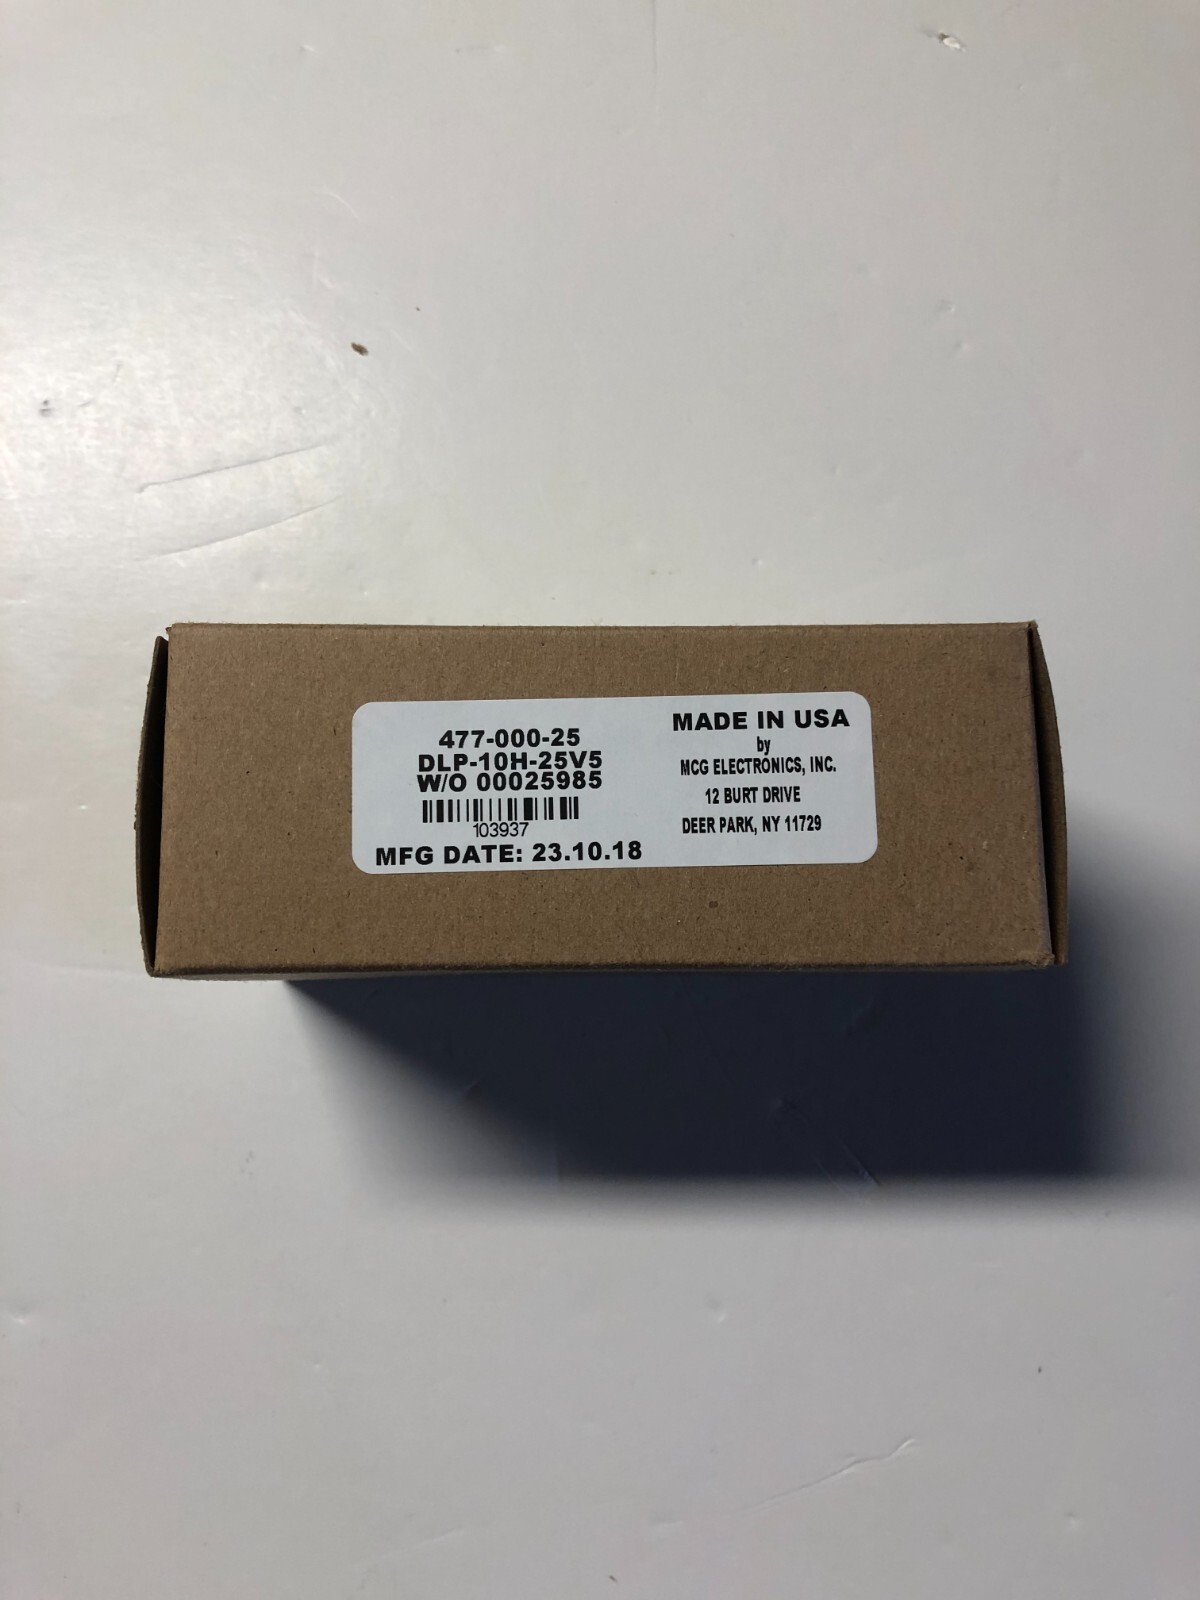 477-000-25
DLP-10H-25V5
W/O 00025985
103937
MFG DATE: 23.10.18
MADE IN USA
by
MCG ELECTRONICS, INC.
12 BURT DRIVE
DEER PARK, NY 11729